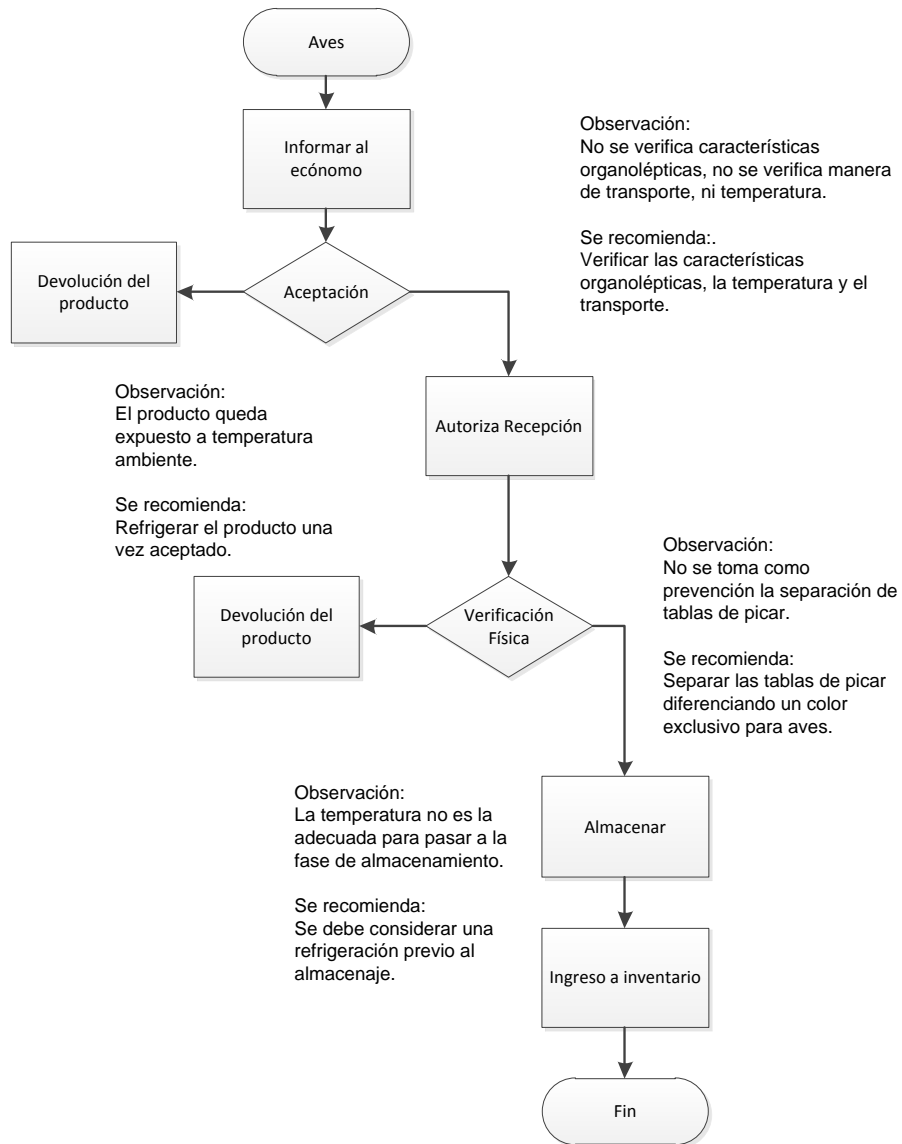 Aves
Informar al
ecónomo
Observación:
No se verifica características
organolépticas, no se verifica manera
de transporte, ni temperatura.
Se recomienda:.
Verificar las características
organolépticas, la temperatura y el
transporte.
Devolución del
producto
Aceptación
Observación:
El producto queda
expuesto a temperatura
ambiente.
Se recomienda:
Refrigerar el producto una
vez aceptado.
Autoriza Recepción
Observación:
No se toma como
prevención la separación de
tablas de picar.
Se recomienda:
Separar las tablas de picar
diferenciando un color
exclusivo para aves.
Devolución del
producto
Verificación
Física
Observación:
La temperatura no es la
adecuada para pasar a la
fase de almacenamiento.
Se recomienda:
Se debe considerar una
refrigeración previo al
almacenaje.
Almacenar
Ingreso a inventario
Fin